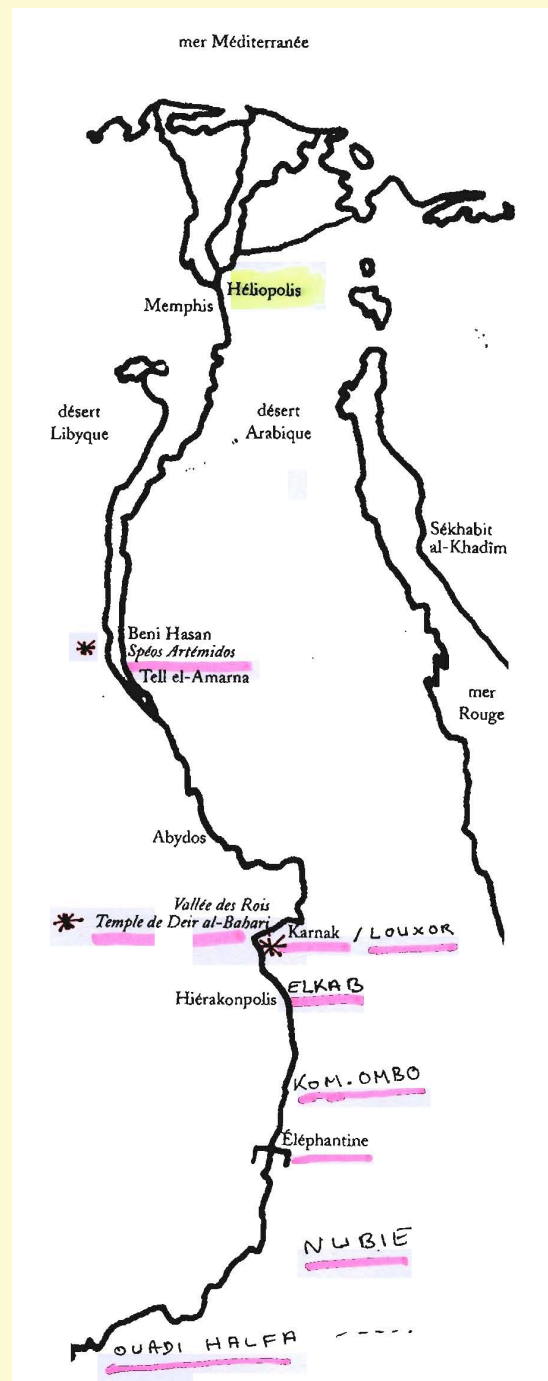 mer Méditerranée
Héliopolis
Memphis
désert
Libyque
désert
Arabique
Sékhabit
al-Khadîm
Beni Hasan
Spéos Artémidos
Tell el-Amarna
mer
Rouge
Abydos
Vallée des Rois
Temple de Deir al-Bahari
Karnak / LOUXOR
ELKAB
Hiérakonpolis
KOM.OMBO
Éléphantine
NUBIE
OUADI HALFA